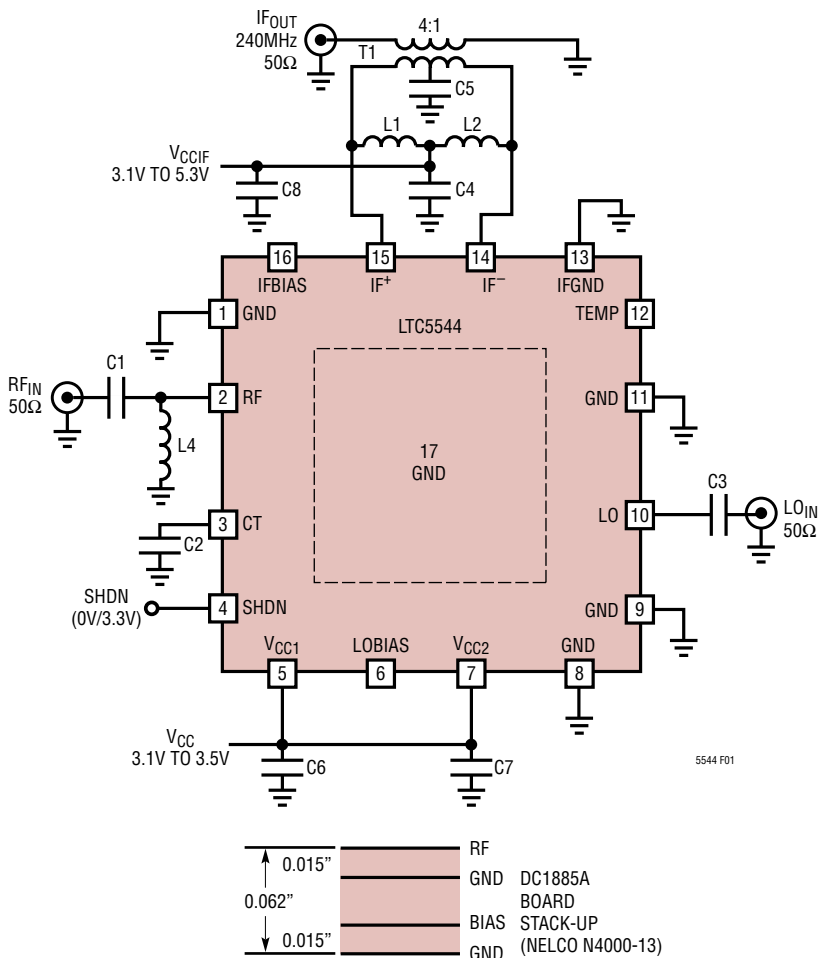 IFOUT
240MHz
50Ω
4:1
T1
C5
L1
L2
VCCIF
3.1V TO 5.3V
C8
C4
16
15
14
13
IFBIAS
IF+
IF−
IFGND
1
GND
LTC5544
TEMP
12
C1
RFIN
50Ω
2
RF
GND
11
L4
17
GND
C3
3
CT
LO
10
LOIN
50Ω
C2
SHDN
(0V/3.3V)
4
SHDN
GND
9
VCC1
LOBIAS
VCC2
GND
5
6
7
8
VCC
3.1V TO 3.5V
C6
C7
5544 F01
RF
0.015”
GND
DC1885A
0.062”
BOARD
BIAS
STACK-UP
0.015”
(NELCO N4000-13)
GND